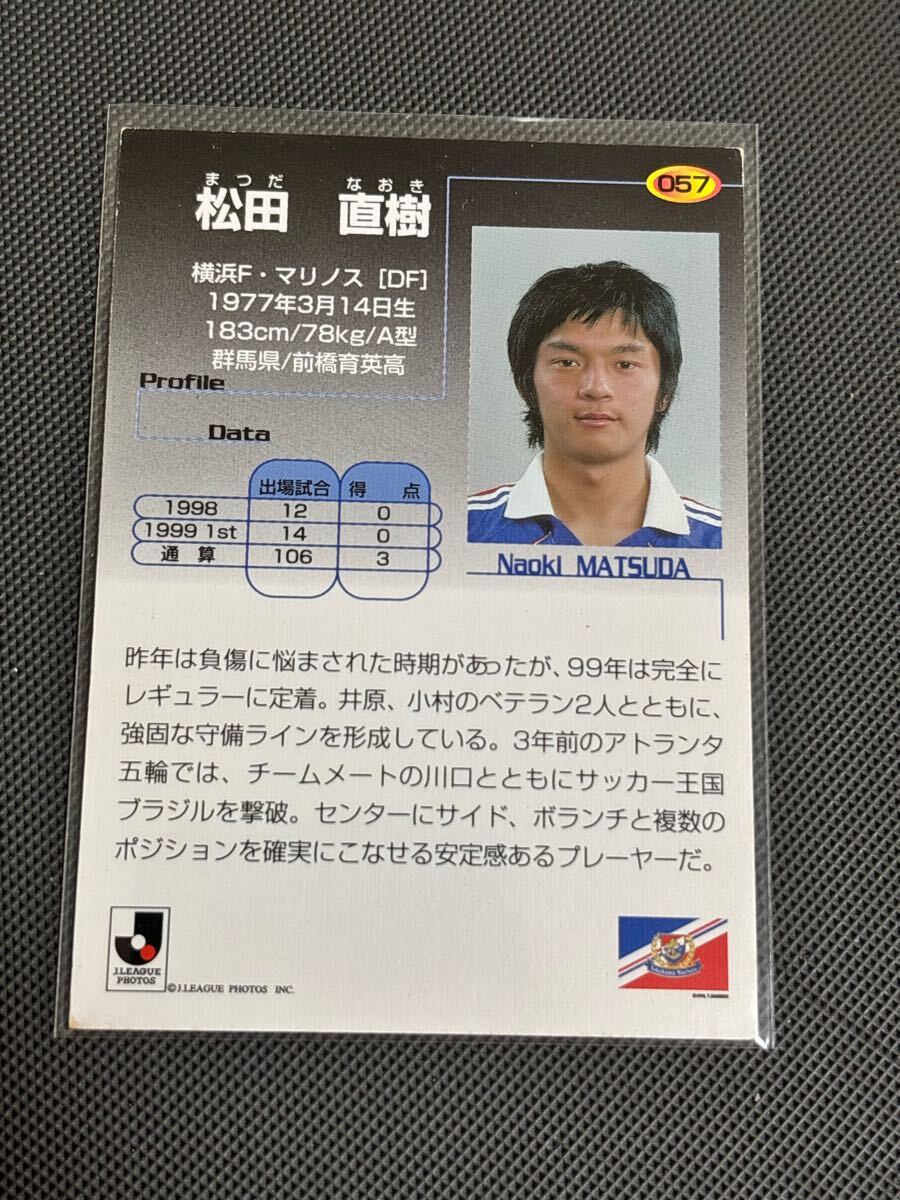 まつだ なおき
松田 直樹
057
横浜F・マリノス [DF]
1977年3月14日生
183cm/78kg/A型
群馬県/前橋育英高
Profile
Data
出場試合 得 点
1998 12 0
1999 1st 14 0
通 算 106 3
Naoki MATSUDA
昨年は負傷に悩まされた時期があったが、99年は完全に
レギュラーに定着。井原、小村のベテラン2人とともに、
強固な守備ラインを形成している。3年前のアトランタ
五輪では、チームメートの川口とともにサッカー王国
ブラジルを撃破。センターにサイド、ボランチと複数の
ポジションを確実にこなせる安定感あるプレーヤーだ。
J.LEAGUE
PHOTOS
©J.LEAGUE PHOTOS INC.
Yokohama Marinos